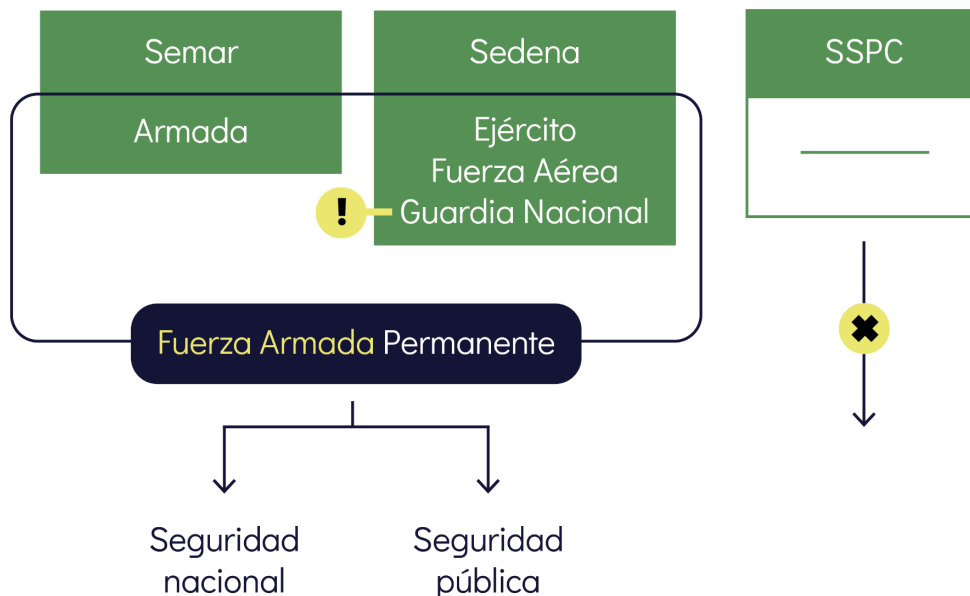 Semar
Armada
Sedena
Ejército
Fuerza Aérea
!
Guardia Nacional
SSPC
Fuerza Armada Permanente
Seguridad
nacional
Seguridad
pública